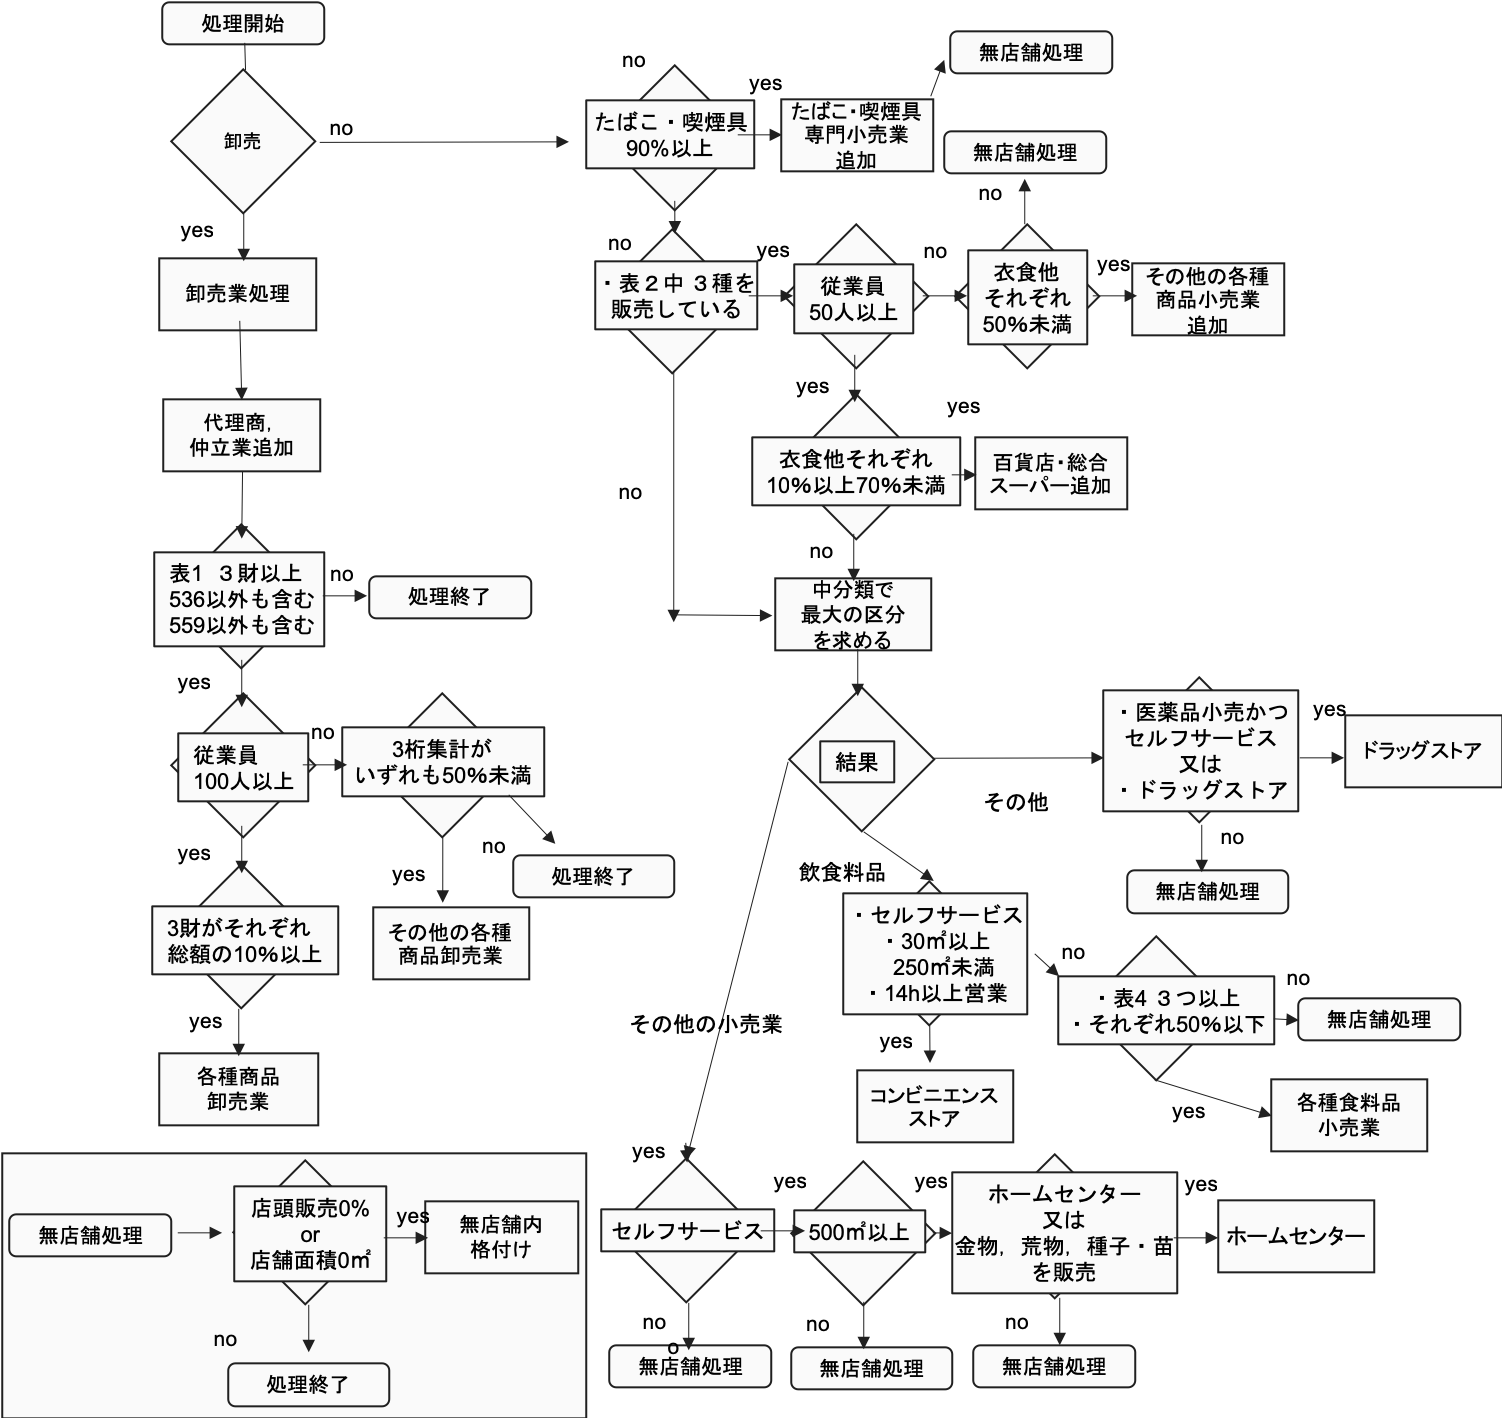 処理開始
卸売
no
yes
卸売業処理
代理商,
仲立業追加
表1 3財以上
536以外も含む
559以外も含む
no
処理終了
yes
従業員
100人以上
no
3桁集計が
いずれも50%未満
no
処理終了
yes
その他の各種
商品卸売業
yes
3財がそれぞれ
総額の10%以上
yes
各種商品
卸売業
no
たばこ・喫煙具
90%以上
yes
たばこ・喫煙具
専門小売業
追加
無店舗処理
no
・表2中 3種を
販売している
yes
従業員
50人以上
no
衣食他
それぞれ
50%未満
no
無店舗処理
yes
その他の各種
商品小売業
追加
yes
衣食他それぞれ
10%以上70%未満
yes
百貨店・総合
スーパー追加
no
no
中分類で
最大の区分
を求める
結果
その他
・医薬品小売かつ
セルフサービス
又は
・ドラッグストア
yes
ドラッグストア
no
無店舗処理
飲食料品
・セルフサービス
・30㎡以上
250㎡未満
・14h以上営業
no
・表4 3つ以上
・それぞれ50%以下
no
無店舗処理
yes
各種食料品
小売業
yes
コンビニエンス
ストア
その他の小売業
yes
セルフサービス
yes
500㎡以上
yes
ホームセンター
又は
金物，荒物，種子・苗
を販売
yes
ホームセンター
no
o
無店舗処理
no
無店舗処理
no
無店舗処理
無店舗処理
店頭販売0%
or
店舗面積0㎡
yes
無店舗内
格付け
no
処理終了